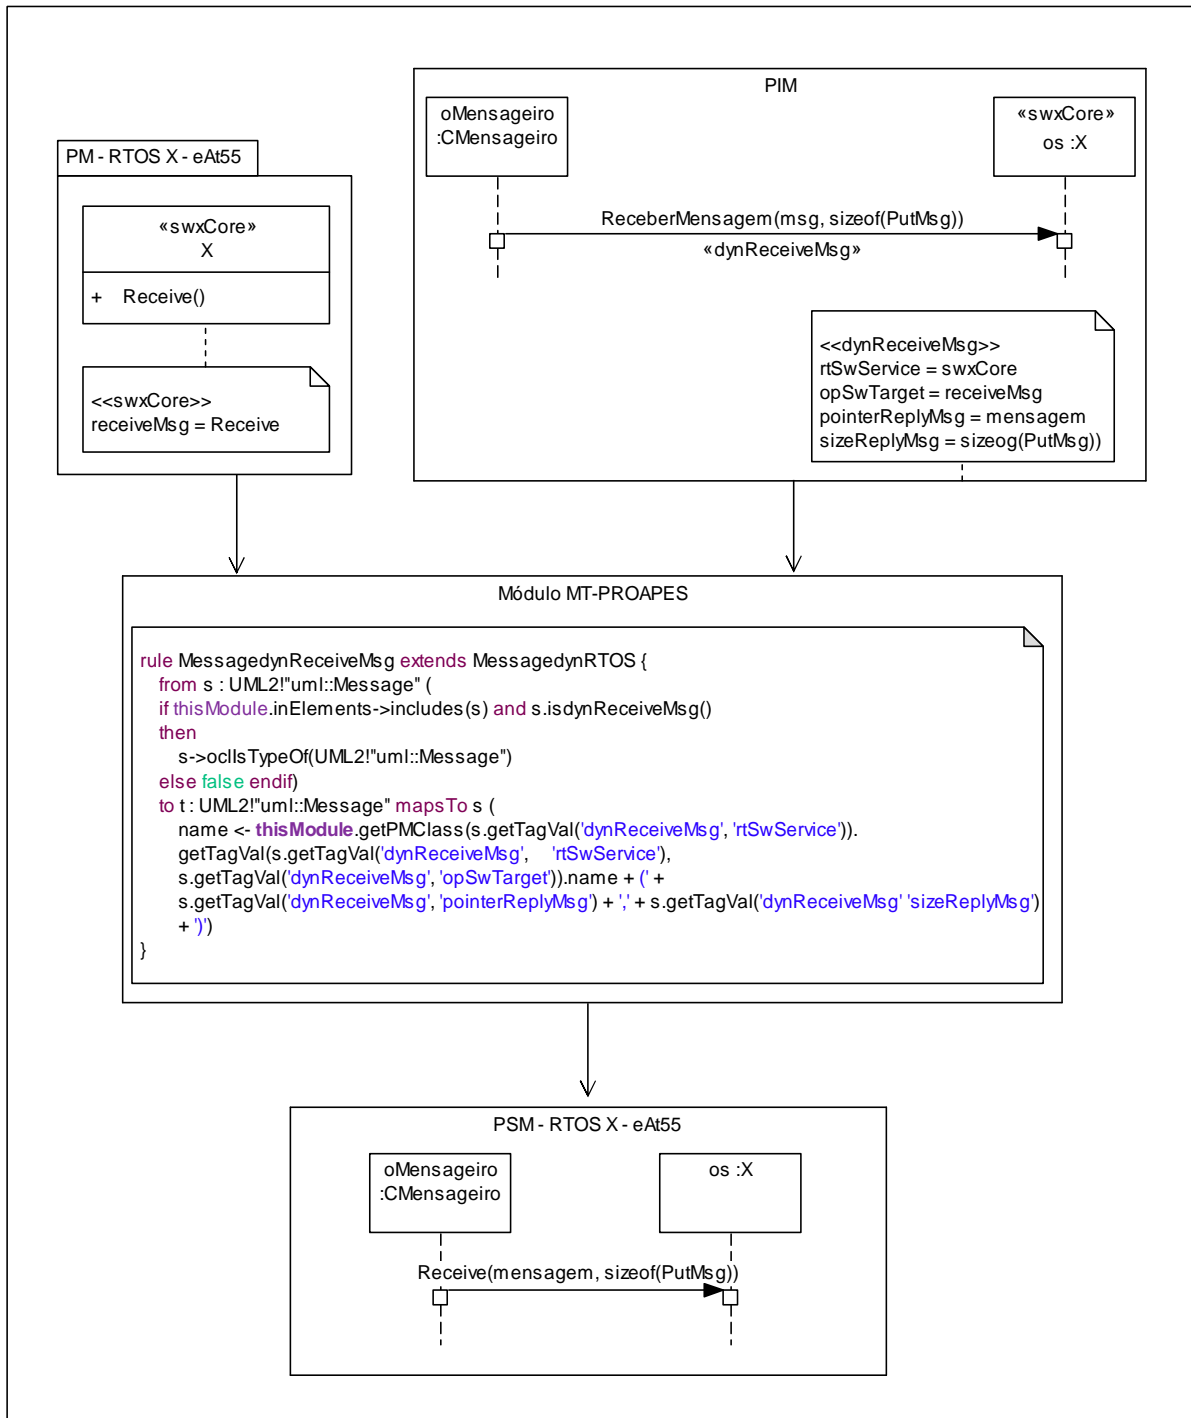 PM - RTOS X - eAt55
«swxCore»
X
+ Receive()
<<swxCore>>
receiveMsg = Receive
PIM
oMensageiro
:CMensageiro
«swxCore»
os :X
ReceberMensagem(msg, sizeof(PutMsg))
«dynReceiveMsg»
<<dynReceiveMsg>>
rtSwService = swxCore
opSwTarget = receiveMsg
pointerReplyMsg = mensagem
sizeReplyMsg = sizeog(PutMsg))
Módulo MT-PROAPES
rule MessagedynReceiveMsg extends MessagedynRTOS {
from s : UML2!"uml::Message" (
if thisModule.inElements->includes(s) and s.isdynReceiveMsg()
then
s->oclIsTypeOf(UML2!"uml::Message")
else false endif)
to t : UML2!"uml::Message" mapsTo s (
name <- thisModule.getPMClass(s.getTagVal('dynReceiveMsg', 'rtSwService')).
getTagVal(s.getTagVal('dynReceiveMsg', 'rtSwService'),
s.getTagVal('dynReceiveMsg', 'opSwTarget')).name + (' +
s.getTagVal('dynReceiveMsg', 'pointerReplyMsg') + ',' + s.getTagVal('dynReceiveMsg' 'sizeReplyMsg')
+ ')')
}
PSM - RTOS X - eAt55
oMensageiro
:CMensageiro
os :X
Receive(mensagem, sizeof(PutMsg))